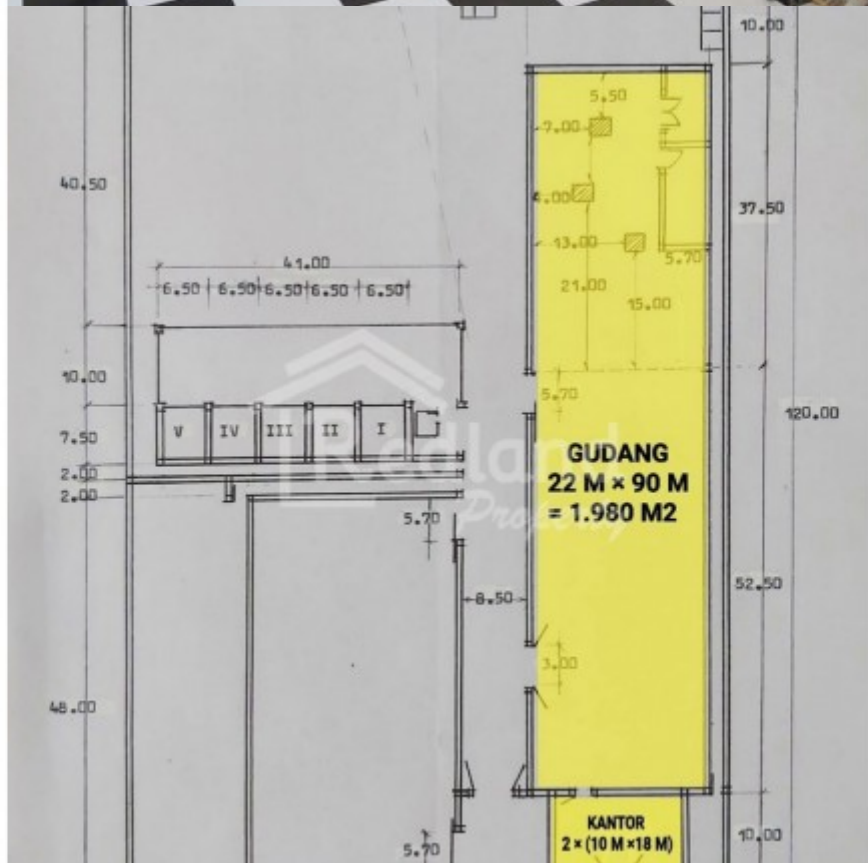 10.00
5.50
7.00
40.50
4.00
37.50
13.00
5.70
41.00
21.00
6.50 6.50 6.50 6.50 6.50
15.00
10.00
5.70
120.00
V IV III II I
7.50
Redland
Property
GUDANG
22 M × 90 M
= 1.980 M2
2.00
2.00
5.70
8.50
52.50
3.00
48.00
KANTOR
2 × (10 M × 18 M)
10.00
5.70